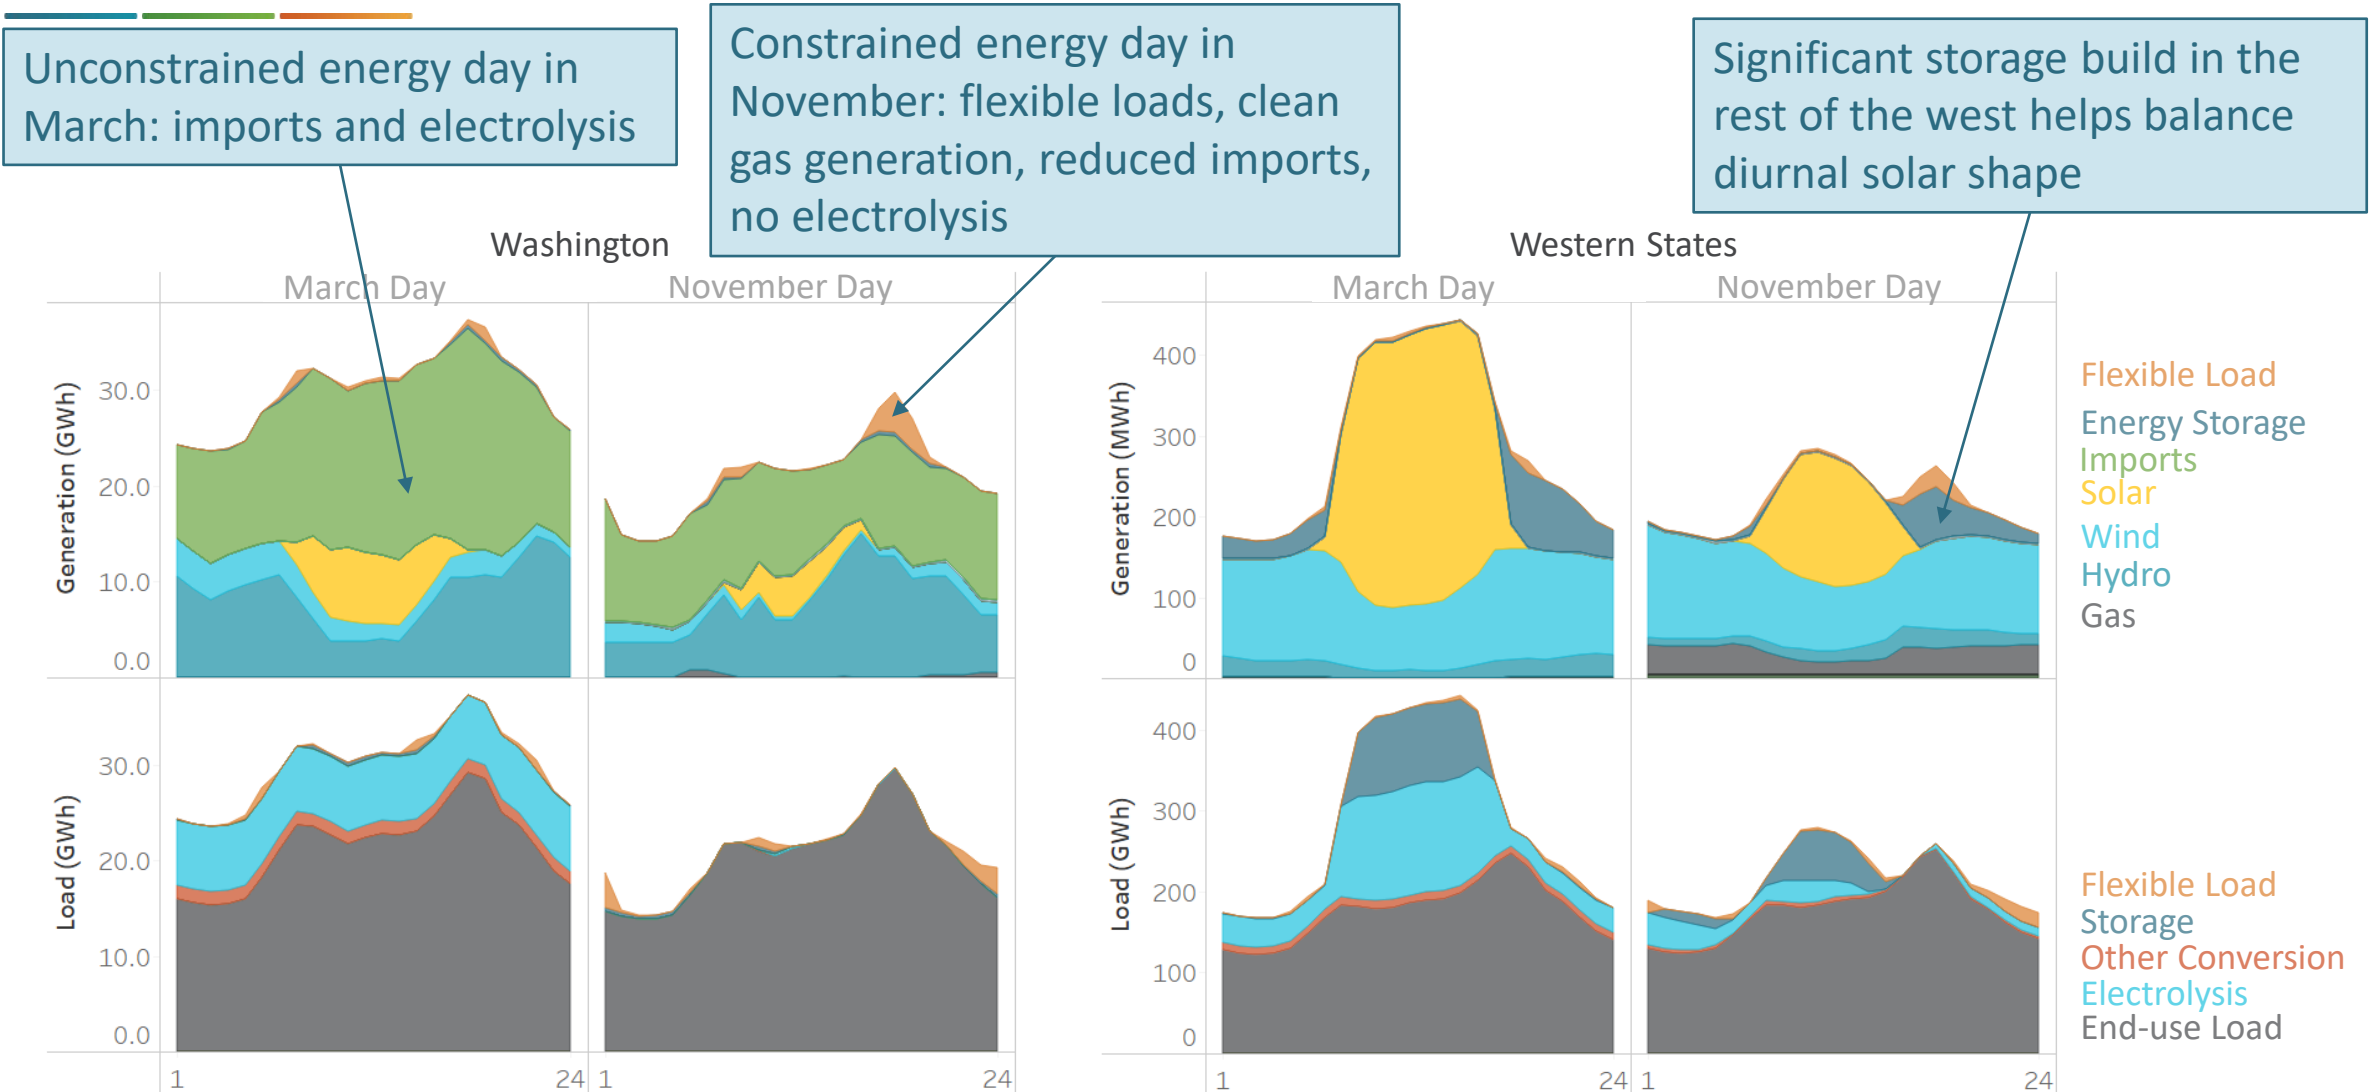 Unconstrained energy day in
March: imports and electrolysis
Constrained energy day in
November: flexible loads, clean
gas generation, reduced imports,
no electrolysis
Significant storage build in the
rest of the west helps balance
diurnal solar shape
Washington
Western States
March Day
November Day
March Day
November Day
Generation (GWh)
30.0
20.0
10.0
0.0
Generation (MWh)
400
300
200
100
0
Flexible Load
Energy Storage
Imports
Solar
Wind
Hydro
Gas
Load (GWh)
30.0
20.0
10.0
0.0
Load (GWh)
400
300
200
100
0
Flexible Load
Storage
Other Conversion
Electrolysis
End-use Load
1 24 1 24
1 24 1 24